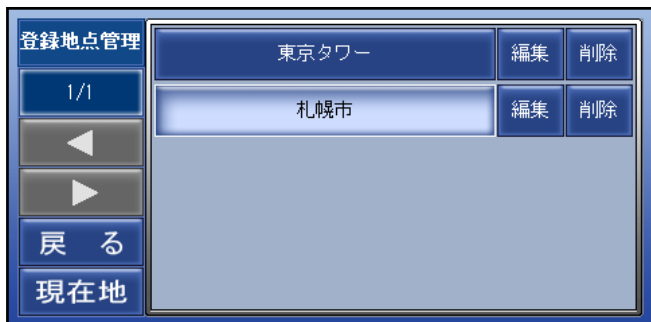 登録地点管理
1/1
戻 る
現在地
東京タワー 編集 削除
札幌市 編集 削除